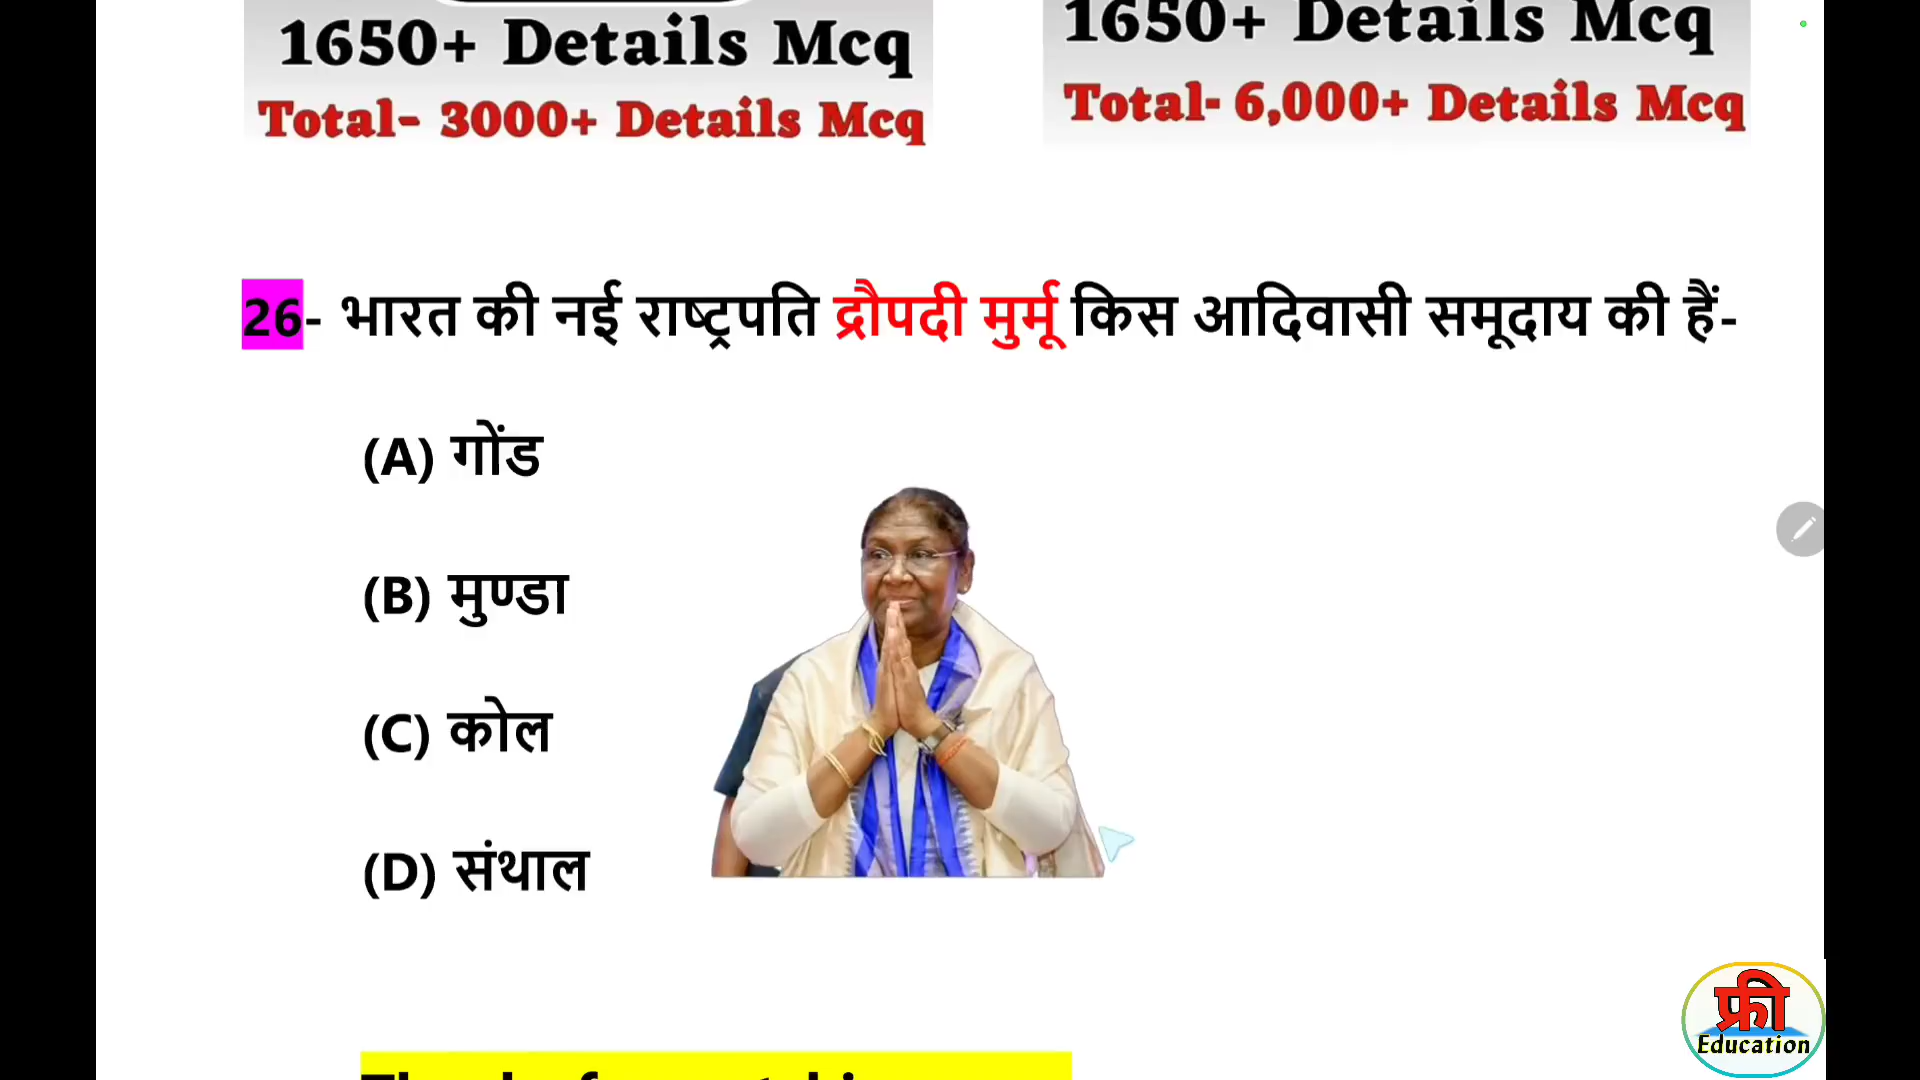 1650+ Details Mcq
Total- 3000+ Details Mcq
1650+ Details Mcq
Total- 6,000+ Details Mcq
26- भारत की नई राष्ट्रपति द्रौपदी मुर्मू किस आदिवासी समूदाय की हैं-
(A) गोंड
(B) मुण्डा
(C) कोल
(D) संथाल
फ्री
Education